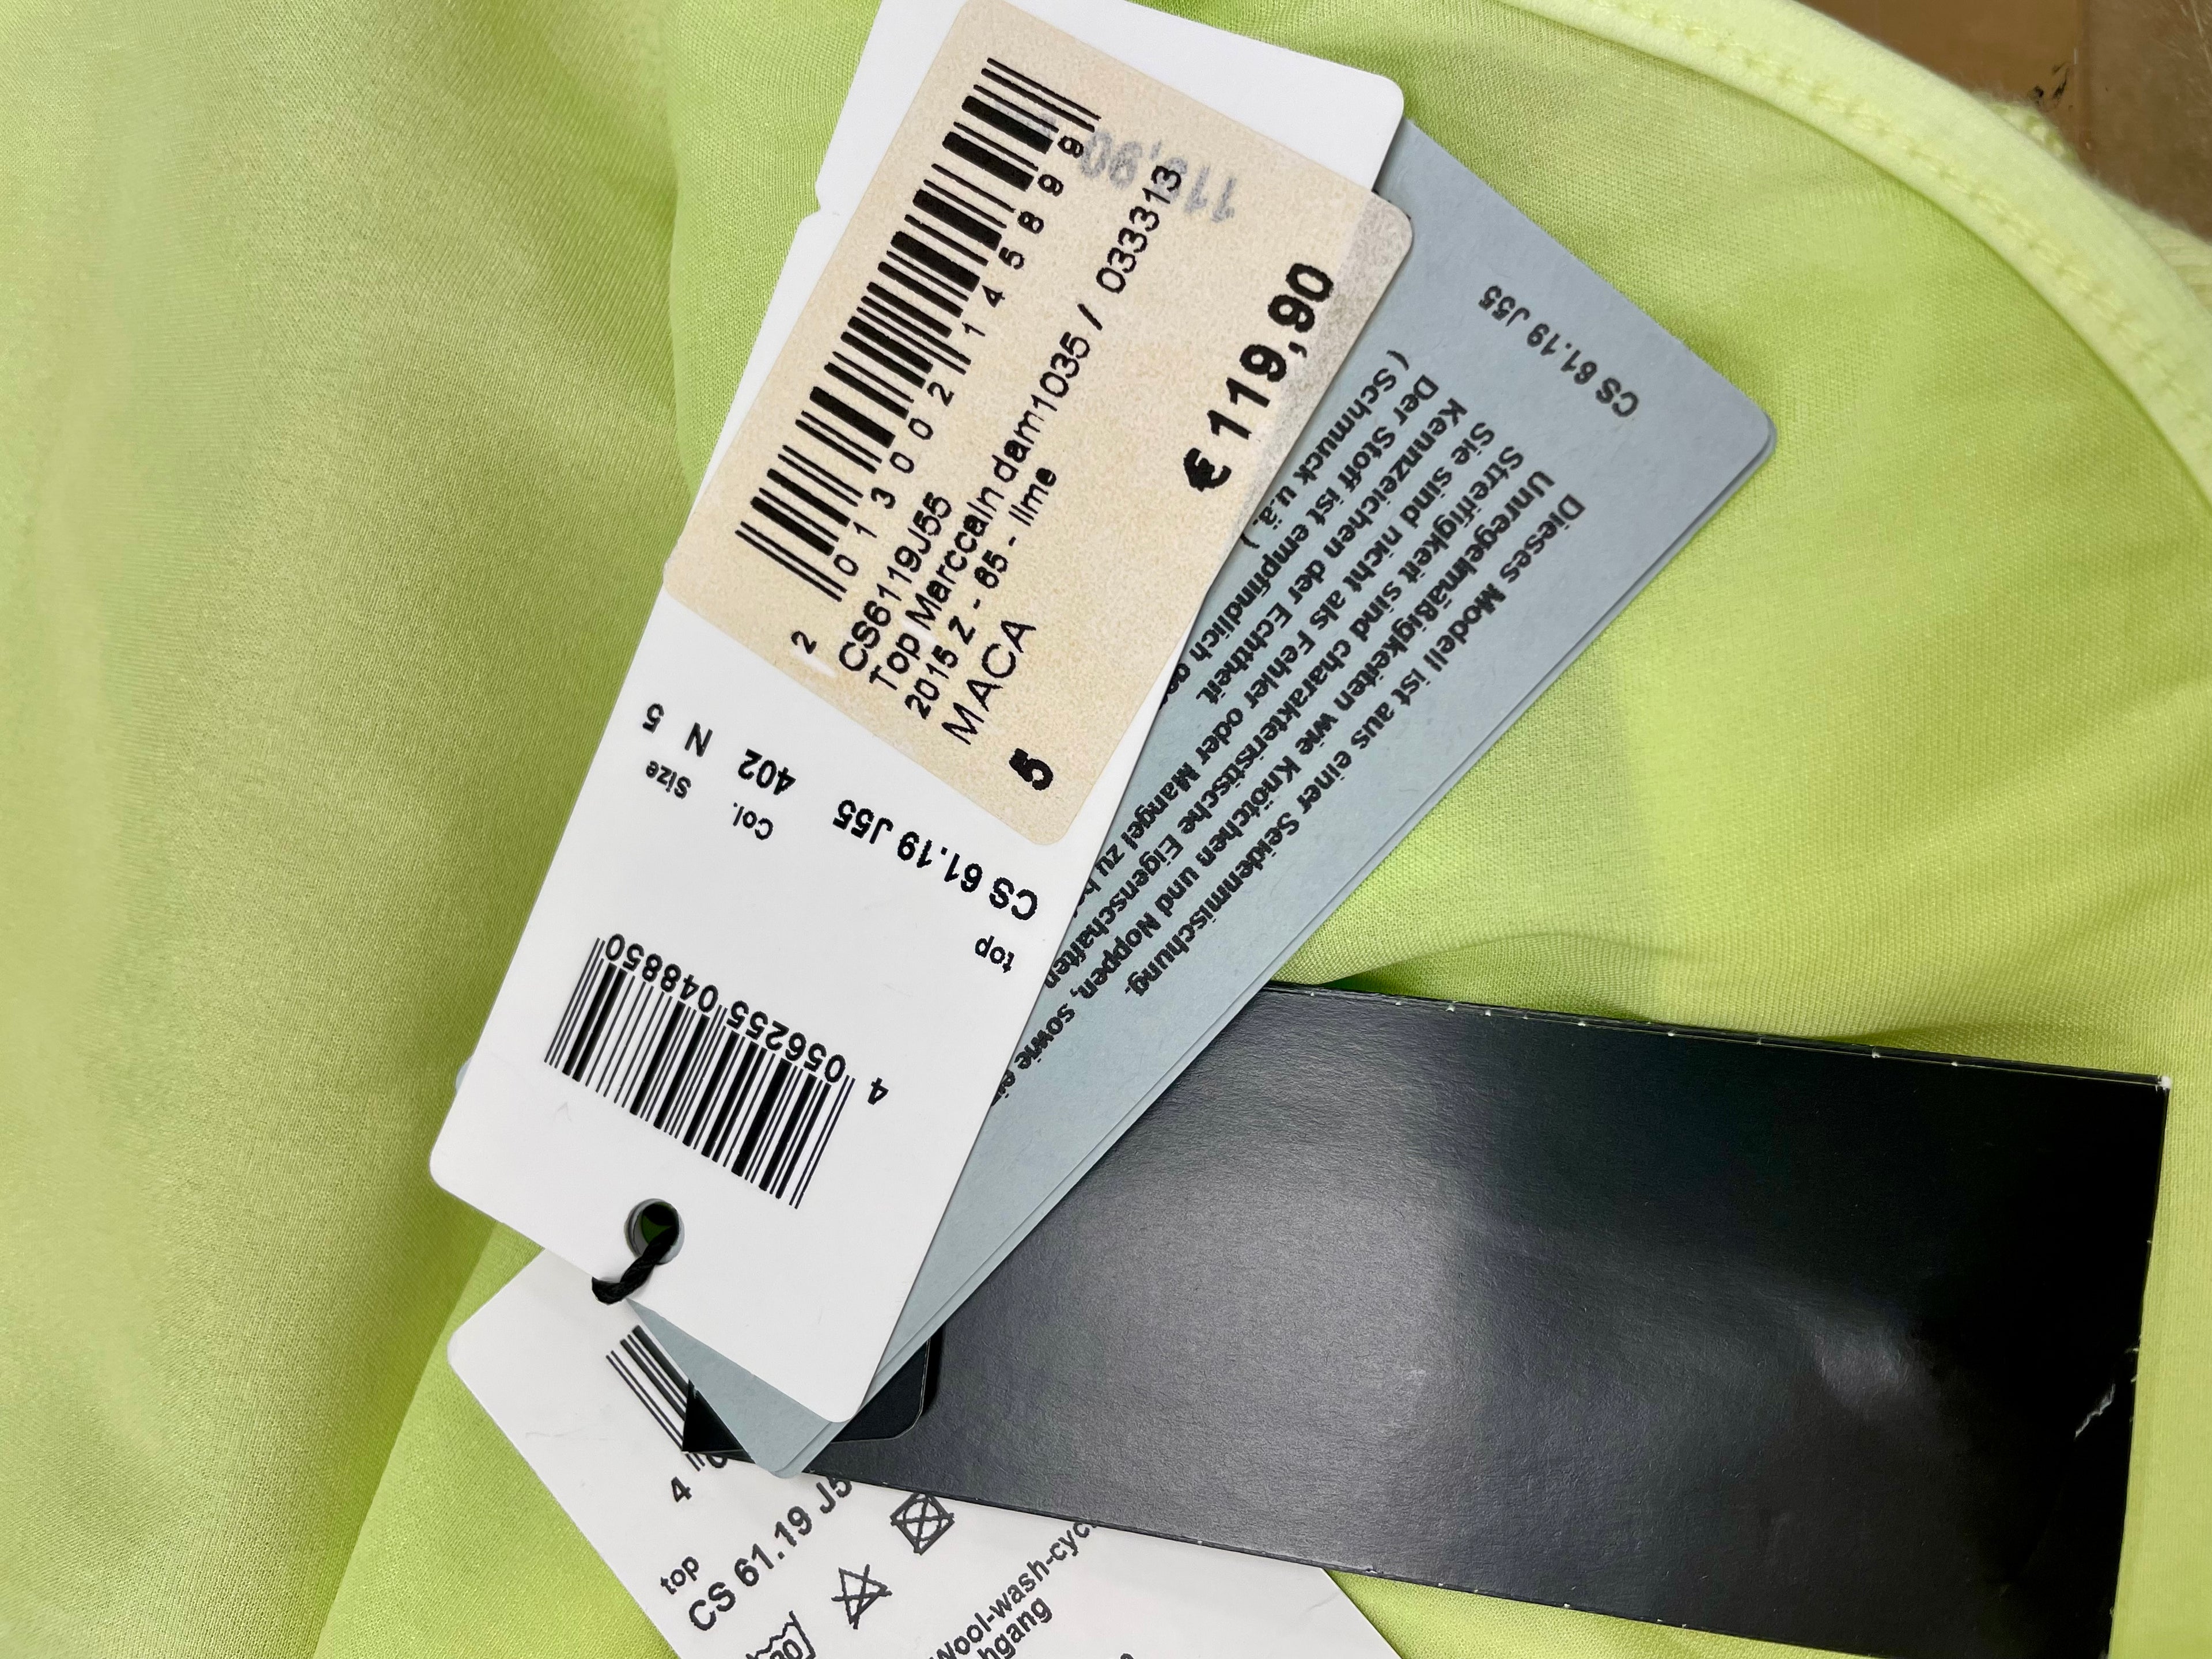 2 013002 145899
CS6119J55
Top Marccain dam1035 / 033313
2015 Z - 65 - lime
MACA
5
€ 119,90
119,90
4 056255 048850
top
CS 61.19 J55
Col. Size
402 N 5
CS 61.19 J55
Dieses Modell ist aus einer Seidenmischung.
Unregelmäßigkeiten wie Knötchen und Noppen, sowie
Streifigkeit sind charakteristische Eigenschaften
Sie sind nicht als Fehler oder Mangel zu
Kennzeichen der Echtheit.
Der Stoff ist empfindlich
( Schmuck u.ä. )
4
top
CS 61.19 J5
30
Wool-wash-cyc
hgang